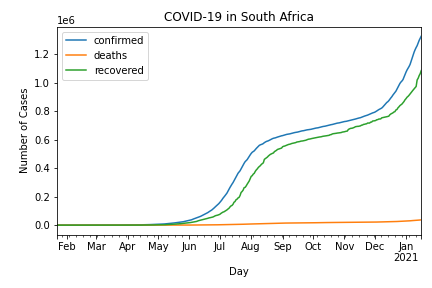 COVID-19 in South Africa
1e6
confirmed
deaths
recovered
Number of Cases
1.2
1.0
0.8
0.6
0.4
0.2
0.0
Feb Mar Apr May Jun Jul Aug Sep Oct Nov Dec Jan
2021
Day